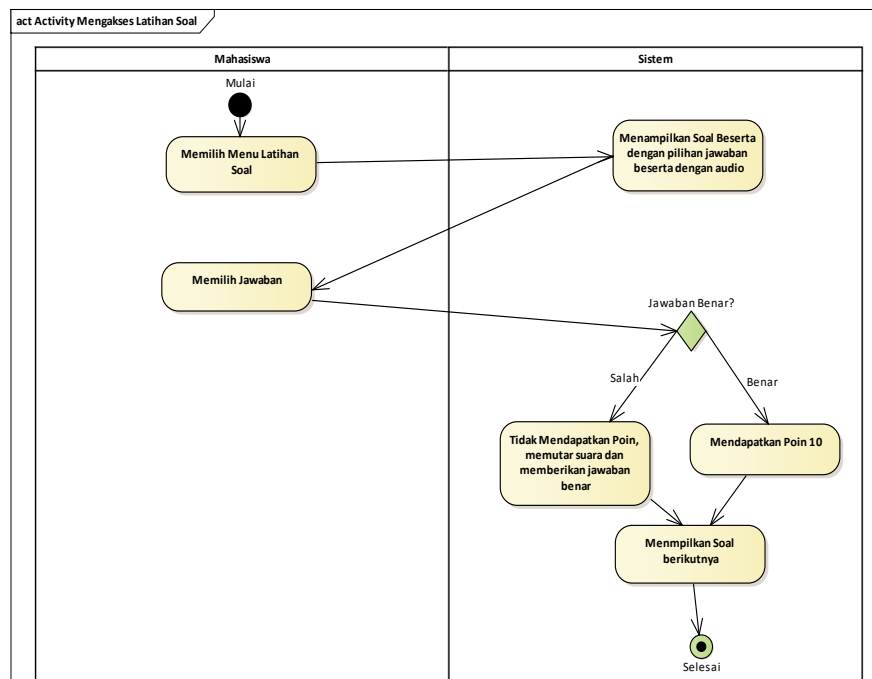 act Activity Mengakses Latihan Soal
Mahasiswa
Sistem
Mulai
Memilih Menu Latihan
Soal
Menampilkan Soal Beserta
dengan pilihan jawaban
beserta dengan audio
Memilih Jawaban
Jawaban Benar?
Salah
Benar
Tidak Mendapatkan Poin,
memutar suara dan
memberikan jawaban
benar
Mendapatkan Poin 10
Menmpilkan Soal
berikutnya
Selesai